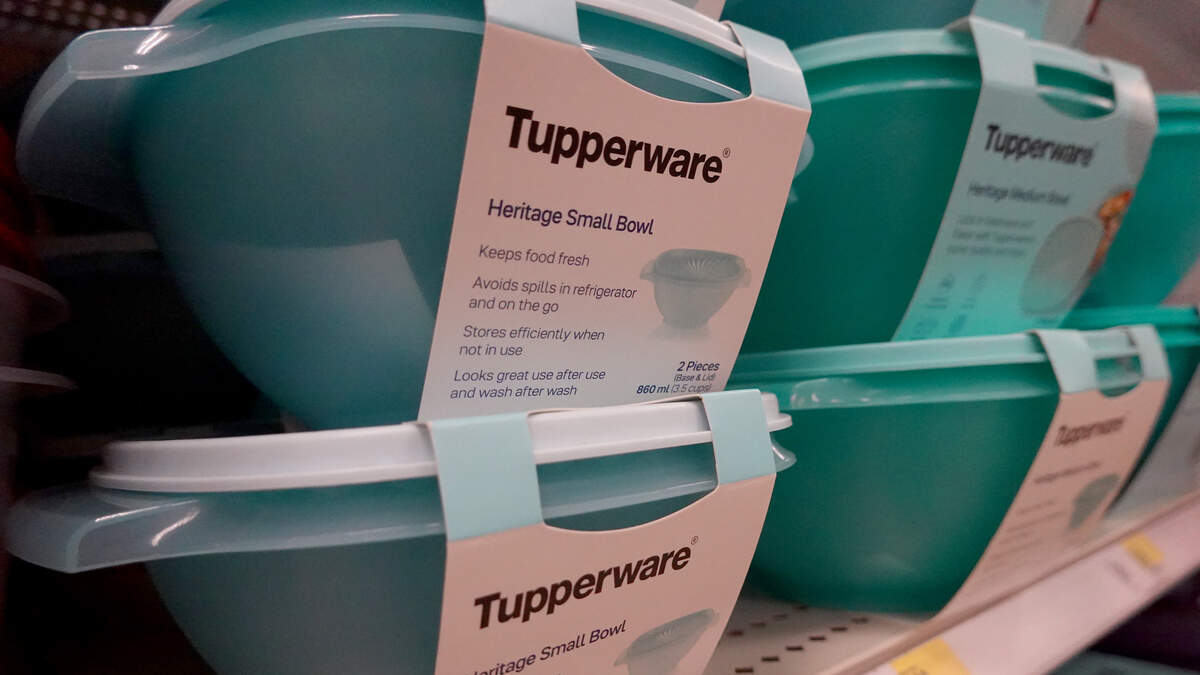 Tupperware®
Heritage Small Bowl
Keeps food fresh
Avoids spills in refrigerator
and on the go
Stores efficiently when
not in use
Looks great use after use
and wash after wash
2 Pieces
(Base & Lid)
860 ml (3.5 cups)
Tupperware®
Heritage Medium Bowl
Tupperware®
eritage Small Bowl
Tupperware